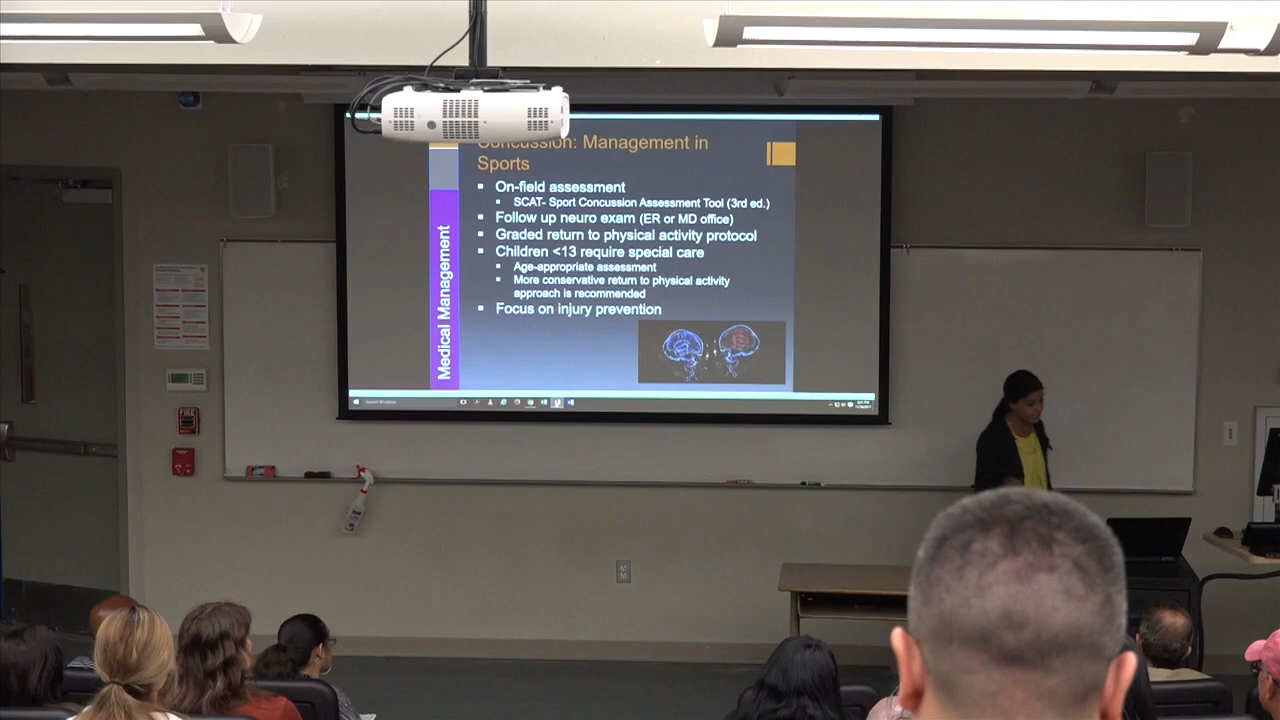 Concussion: Management in
Sports
On-field assessment
SCAT- Sport Concussion Assessment Tool (3rd ed.)
Follow up neuro exam (ER or MD office)
Graded return to physical activity protocol
Children <13 require special care
Age-appropriate assessment
More conservative return to physical activity
approach is recommended
Focus on injury prevention
Medical Management
FIRE